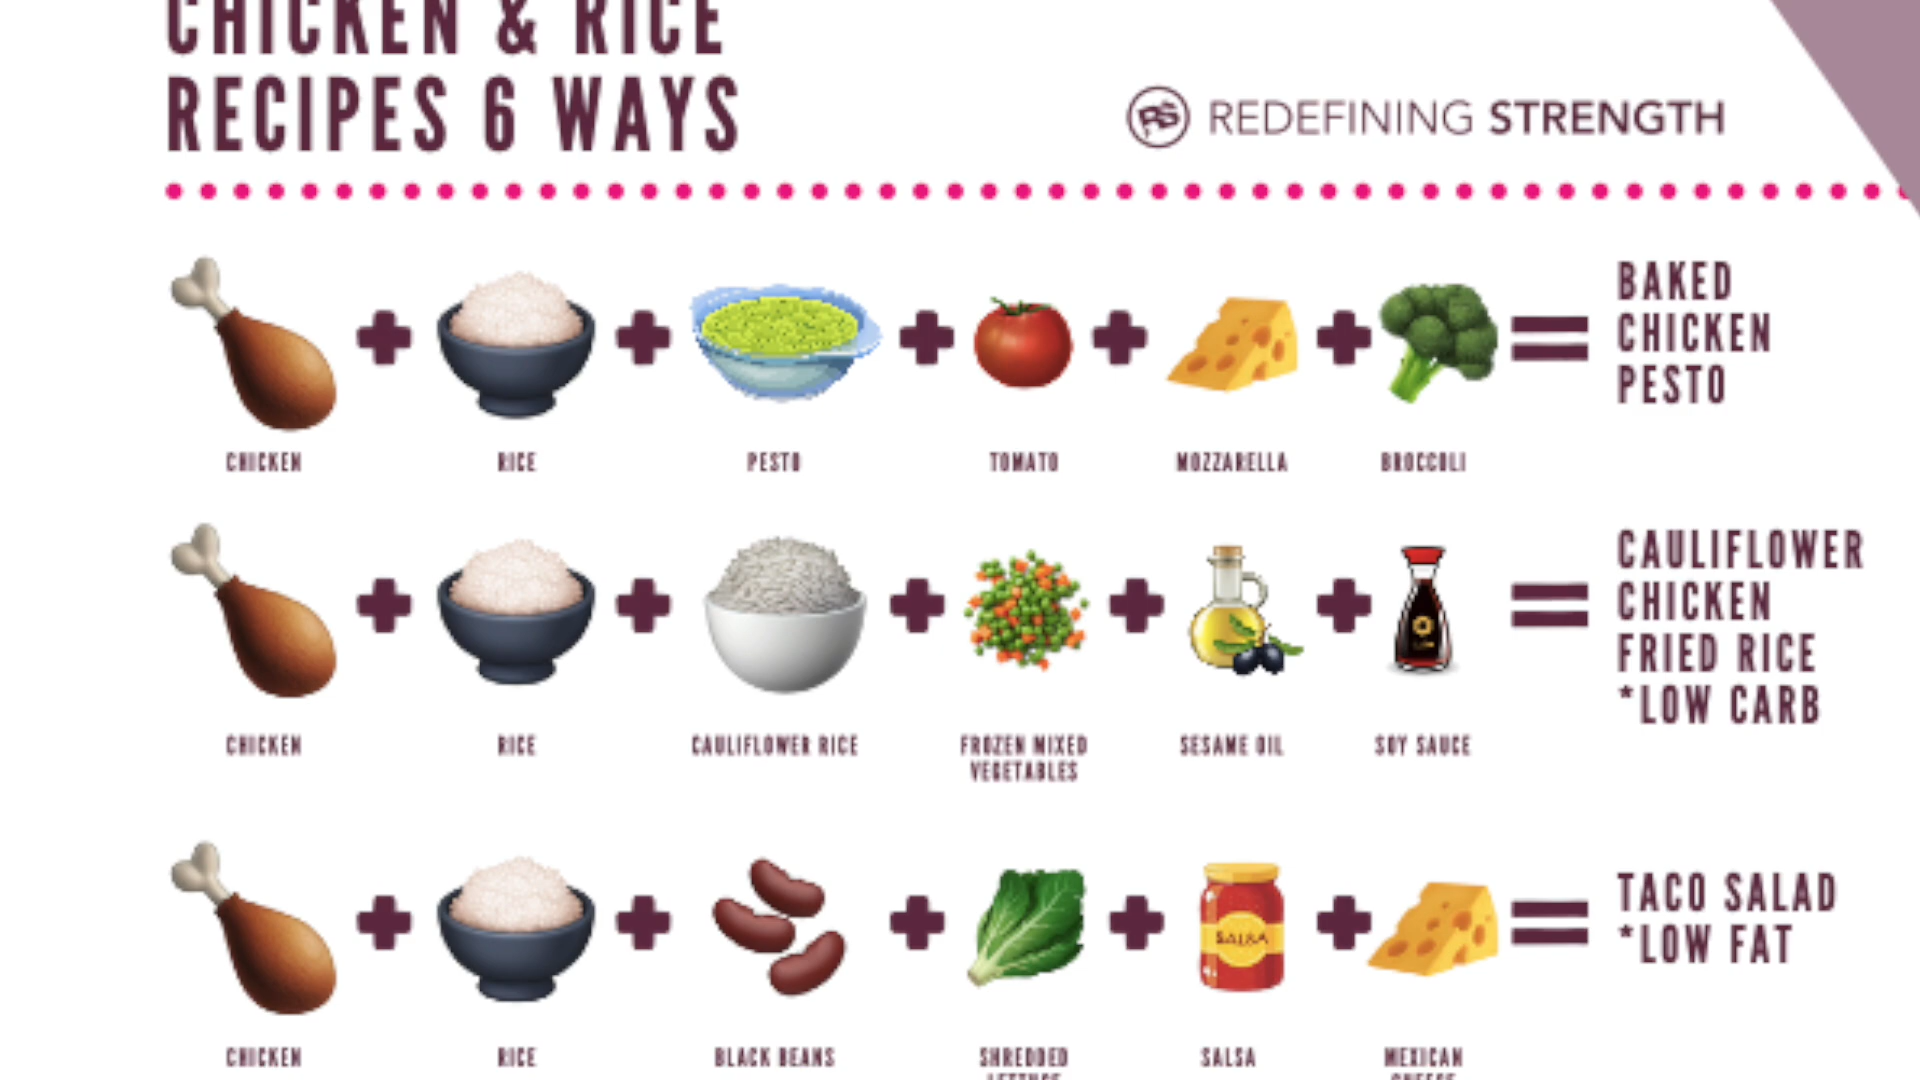 CHICKEN & RICE
RECIPES 6 WAYS
REDEFINING STRENGTH
BAKED
CHICKEN
PESTO
CHICKEN RICE PESTO TOMATO MOZZARELLA BROCCOLI
CAULIFLOWER
CHICKEN
FRIED RICE
*LOW CARB
CHICKEN RICE CAULIFLOWER RICE FROZEN MIXED SESAME OIL SOY SAUCE
VEGETABLES
SALSA
TACO SALAD
*LOW FAT
CHICKEN RICE BLACK BEANS SHREDDED SALSA MEXICAN
LETTUCE CHEESE